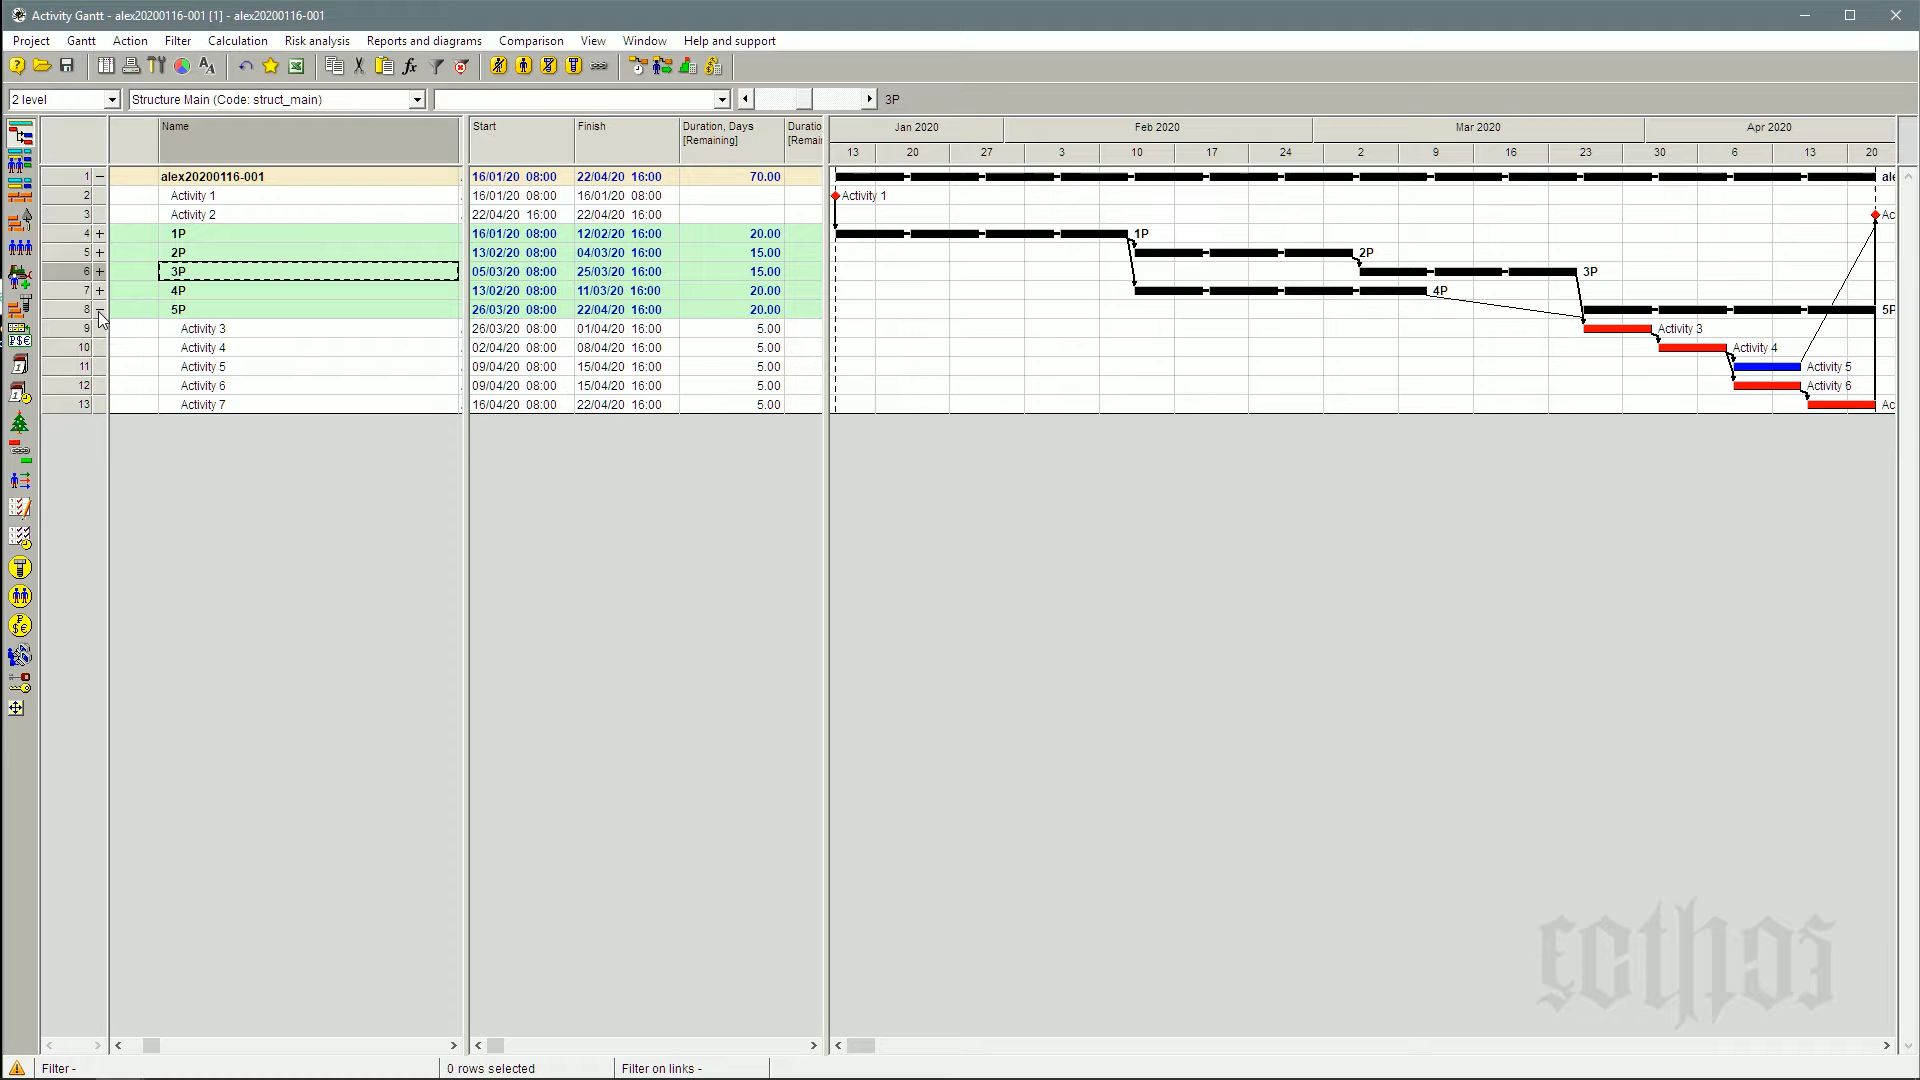 Activity Gantt - alex20200116-001 [1] - alex20200116-001
Project Gantt Action Filter Calculation Risk analysis Reports and diagrams Comparison View Window Help and support
2 level Structure Main (Code: struct_main) 3P
Name Start Finish Duration, Days [Remaining] Duratio [Remai
Jan 2020 Feb 2020 Mar 2020 Apr 2020
13 20 27 3 10 17 24 2 9 16 23 30 6 13 20
1 alex20200116-001 16/01/20 08:00 22/04/20 16:00 70.00 ale
2 Activity 1 16/01/20 08:00 16/01/20 08:00 Activity 1
3 Activity 2 22/04/20 16:00 22/04/20 16:00 Ac
4 + 1P 16/01/20 08:00 12/02/20 16:00 20.00 1P
5 + 2P 13/02/20 08:00 04/03/20 16:00 15.00 2P
6 + 3P 05/03/20 08:00 25/03/20 16:00 15.00 3P
7 + 4P 13/02/20 08:00 11/03/20 16:00 20.00 4P
8 5P 26/03/20 08:00 22/04/20 16:00 20.00 5P
9 Activity 3 26/03/20 08:00 01/04/20 16:00 5.00 Activity 3
10 Activity 4 02/04/20 08:00 08/04/20 16:00 5.00 Activity 4
11 Activity 5 09/04/20 08:00 15/04/20 16:00 5.00 Activity 5
12 Activity 6 09/04/20 08:00 15/04/20 16:00 5.00 Activity 6
13 Activity 7 16/04/20 08:00 22/04/20 16:00 5.00 Ac
Filter - 0 rows selected Filter on links -